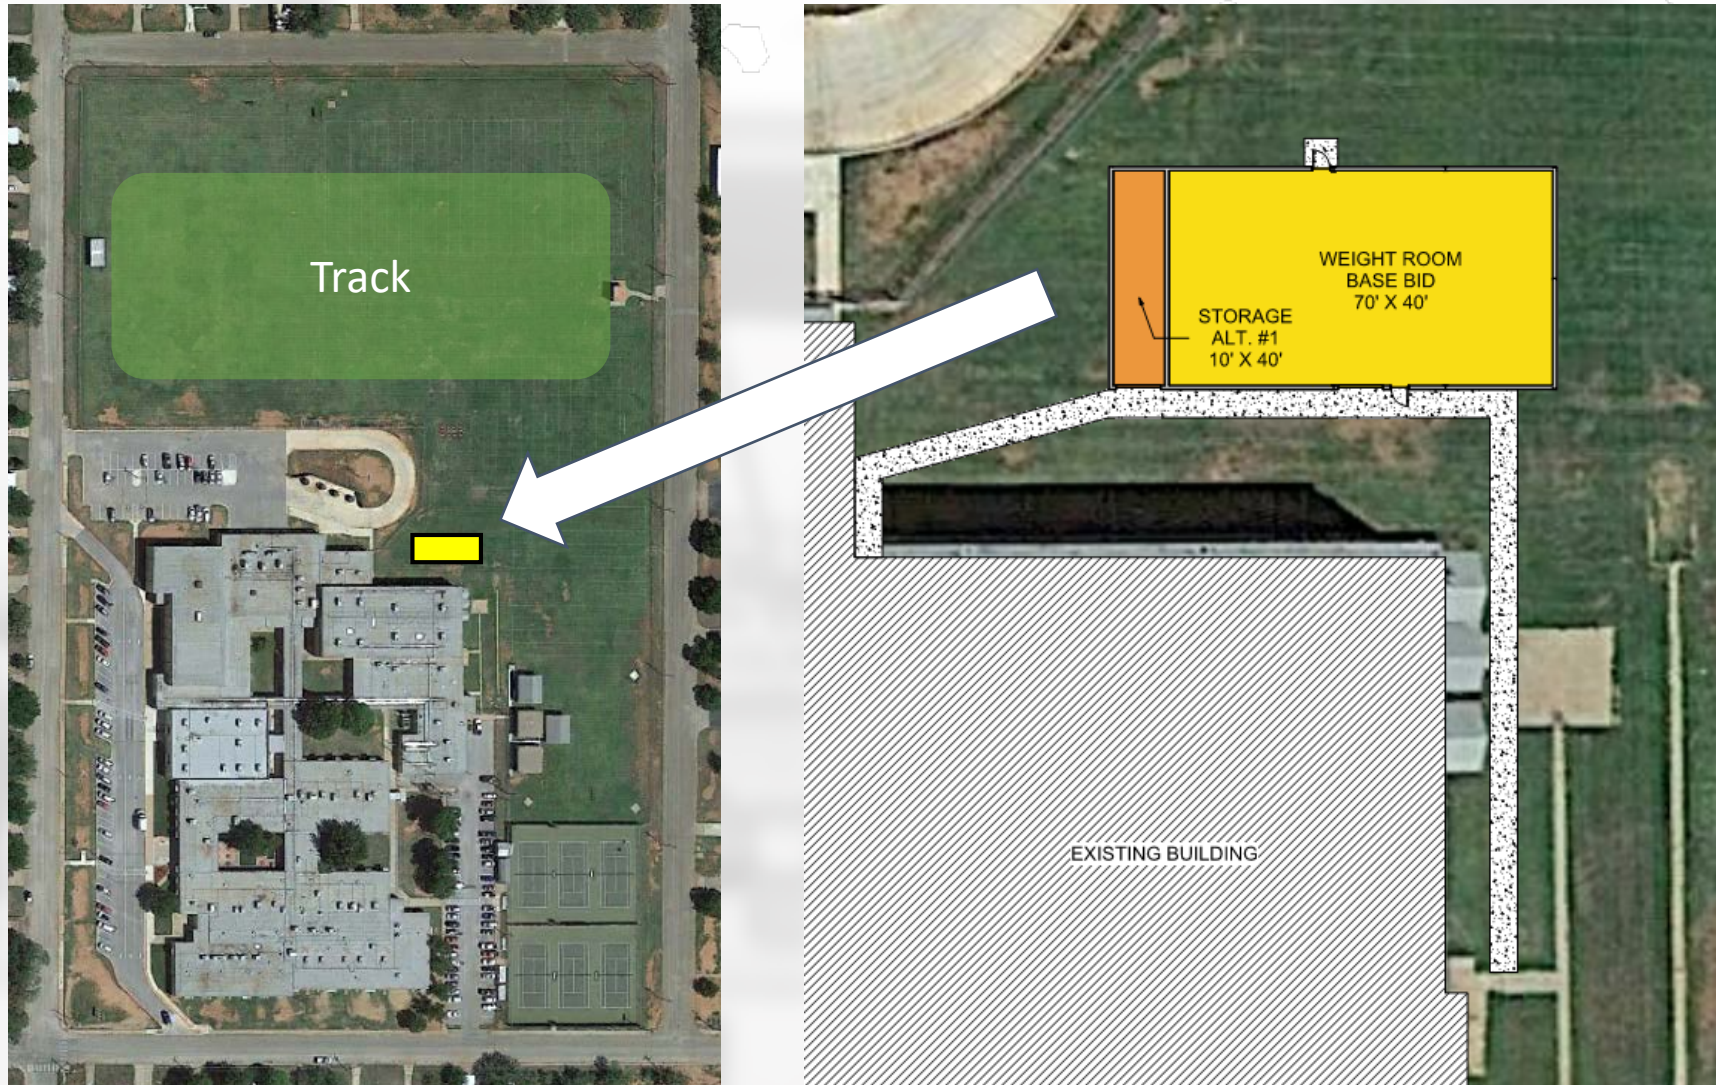 Track
WEIGHT ROOM
BASE BID
70' X 40'
STORAGE
ALT. #1
10' X 40'
EXISTING BUILDING